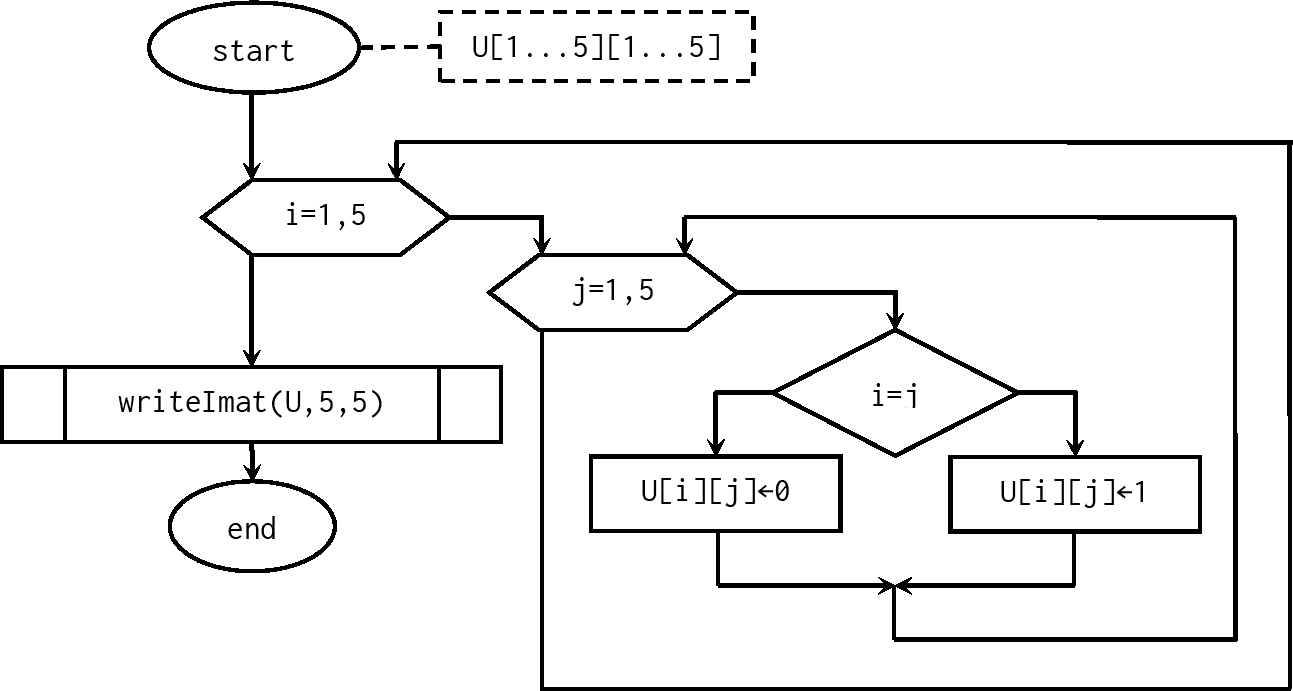 start
U[1...5][1...5]
i=1,5
j=1,5
i=j
writeImat(U,5,5)
U[i][j]←0
U[i][j]←1
end